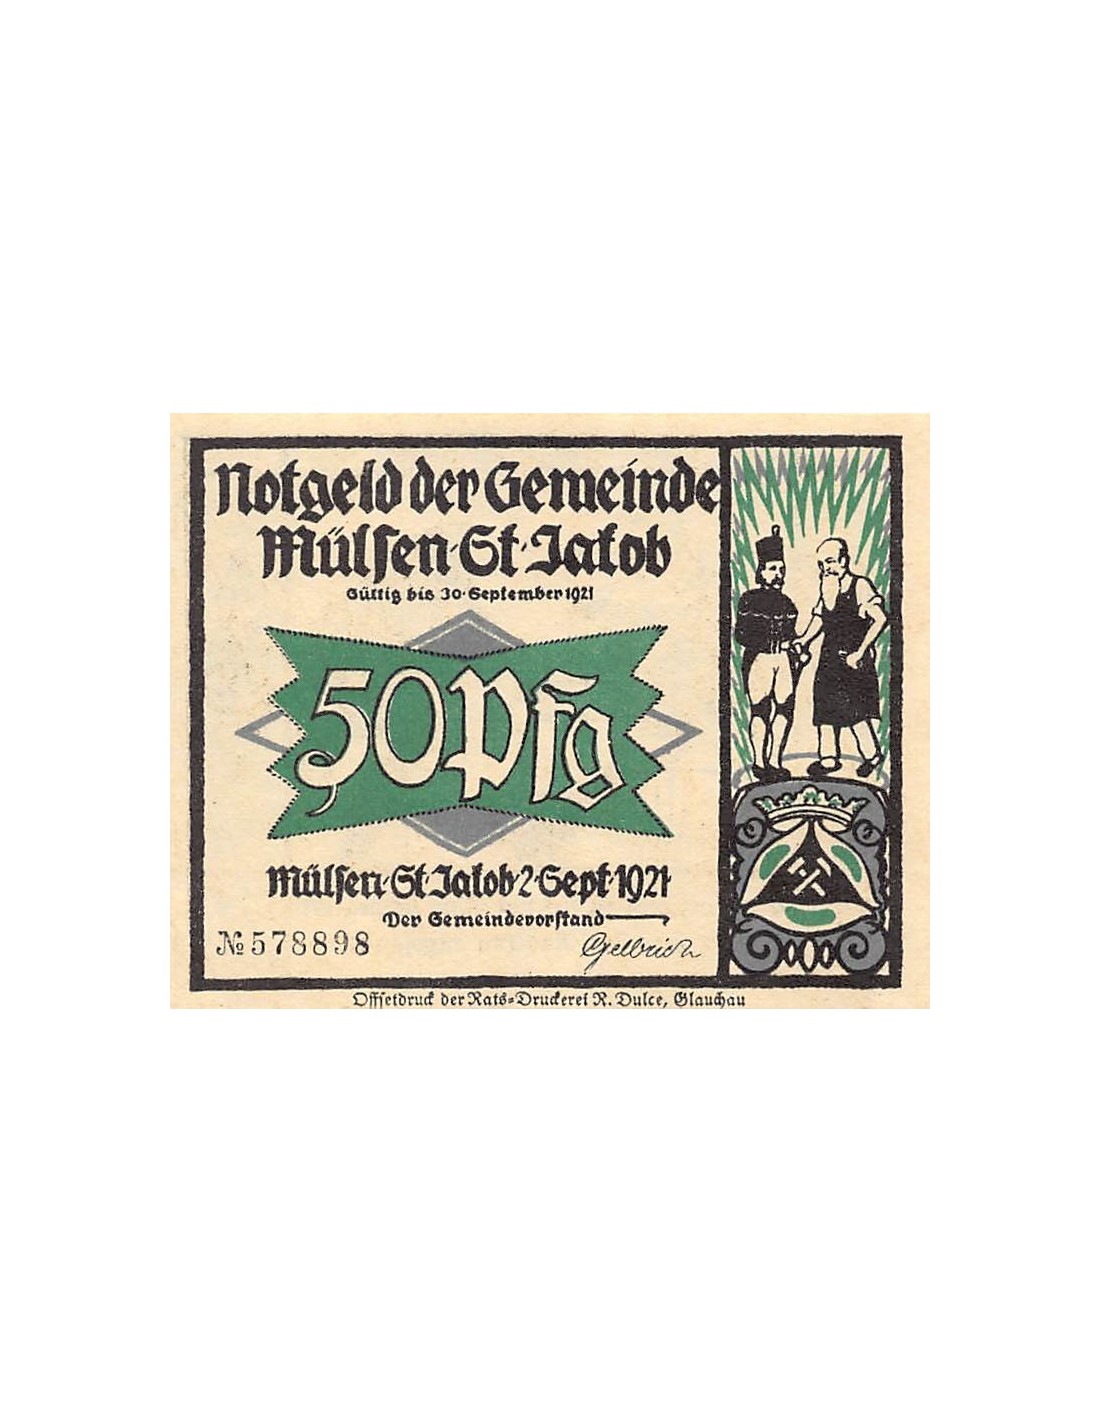 Notgeld der Gemeinde
Mülsen·St·Jakob
Gültig bis 30·September 1921
50 Pfg
Mülsen·St·Jakob·2·Sept·1921
Der Gemeindevorstand
№ 578898
Gellbrich
Offsetdruck der Rats=Druckerei R. Dulce, Glauchau